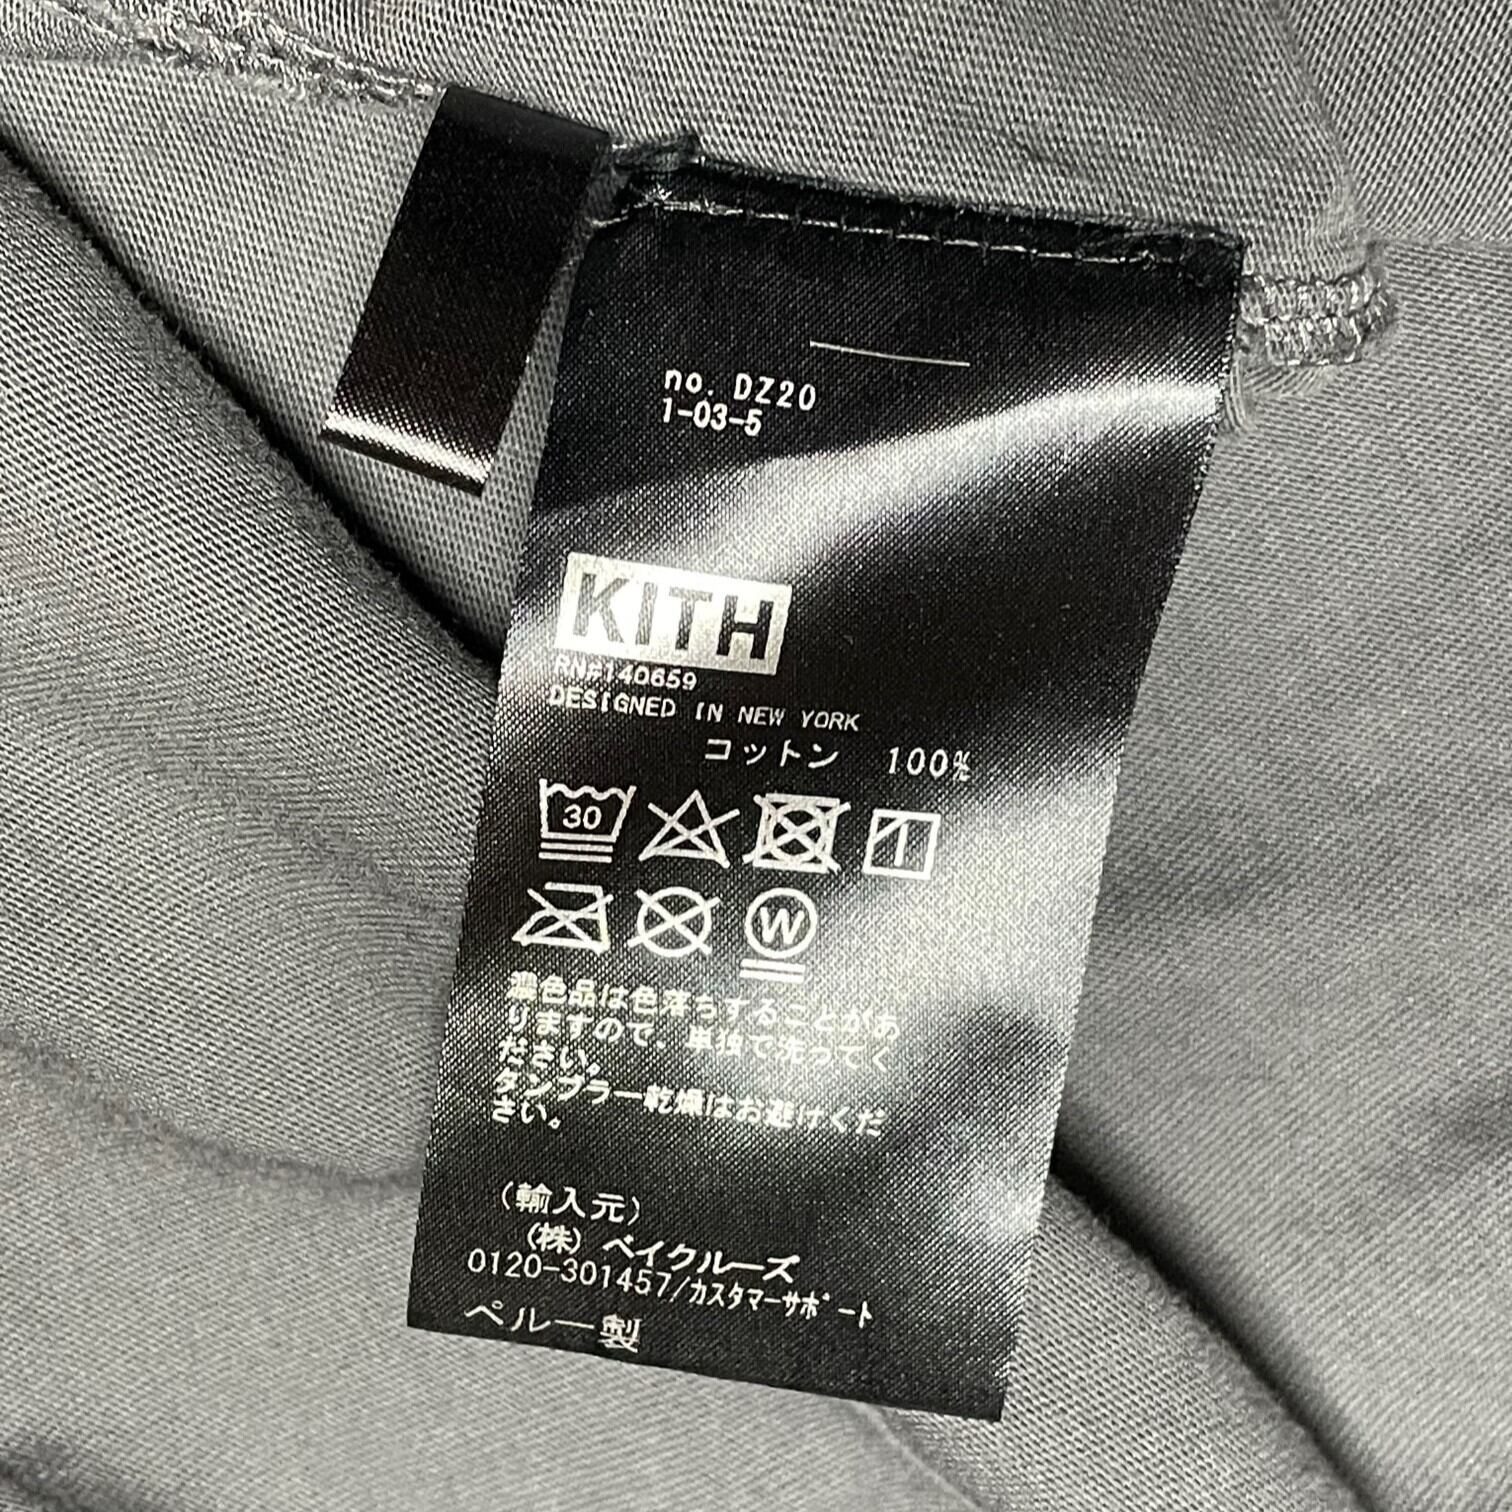 no. DZ20
1-03-5
KITH
RN#140659
DESIGNED IN NEW YORK
コットン 100%
30
W
濃色品は色落ちすることがあ
りますので、単独で洗ってく
ださい。
タンブラー乾燥はお避けくだ
さい。
(輸入元)
(株) ベイクルーズ
0120-301457/カスタマーサポート
ペルー製